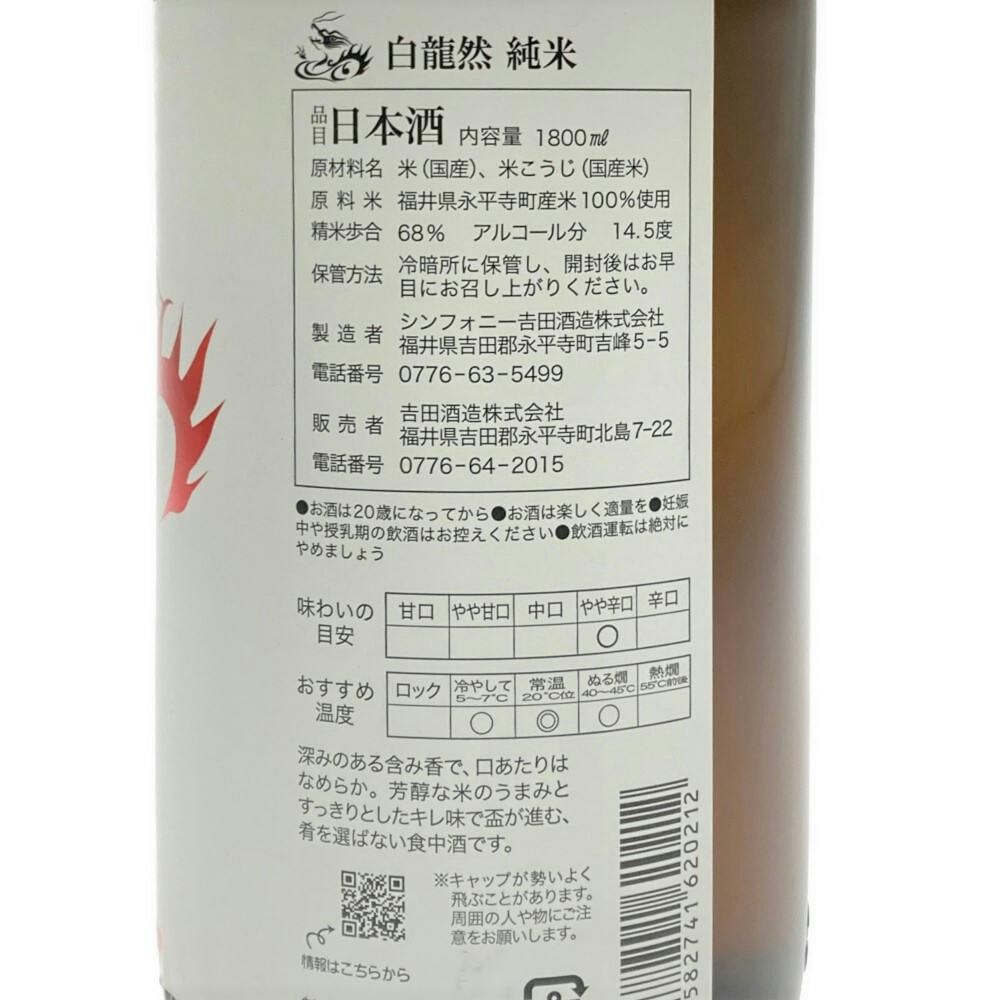 白龍然 純米
品目 日本酒 内容量 1800㎖
原材料名 米（国産）、米こうじ（国産米）
原料米 福井県永平寺町産米100%使用
精米歩合 68% アルコール分 14.5度
保管方法 冷暗所に保管し、開封後はお早
目にお召し上がりください。
製造者 シンフォニー吉田酒造株式会社
福井県吉田郡永平寺町吉峰5-5
電話番号 0776-63-5499
販売者 𠮷田酒造株式会社
福井県吉田郡永平寺町北島7-22
電話番号 0776-64-2015
●お酒は20歳になってから●お酒は楽しく適量を●妊娠
中や授乳期の飲酒はお控えください●飲酒運転は絶対に
やめましょう
味わいの目安 甘口 やや甘口 中口 やや辛口 辛口
○
おすすめ温度 ロック 冷やして5〜7℃ 常温20℃位 ぬる燗40〜45℃ 熱燗55℃前後
○ ◎ ○
深みのある含み香で、口あたりは
なめらか。芳醇な米のうまみと
すっきりとしたキレ味で盃が進む、
肴を選ばない食中酒です。
※キャップが勢いよく
飛ぶことがあります。
周囲の人や物にご注
意をお願いします。
情報はこちらから
582741620212